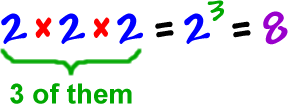 2 × 2 × 2 = 2³ = 8
3 of them